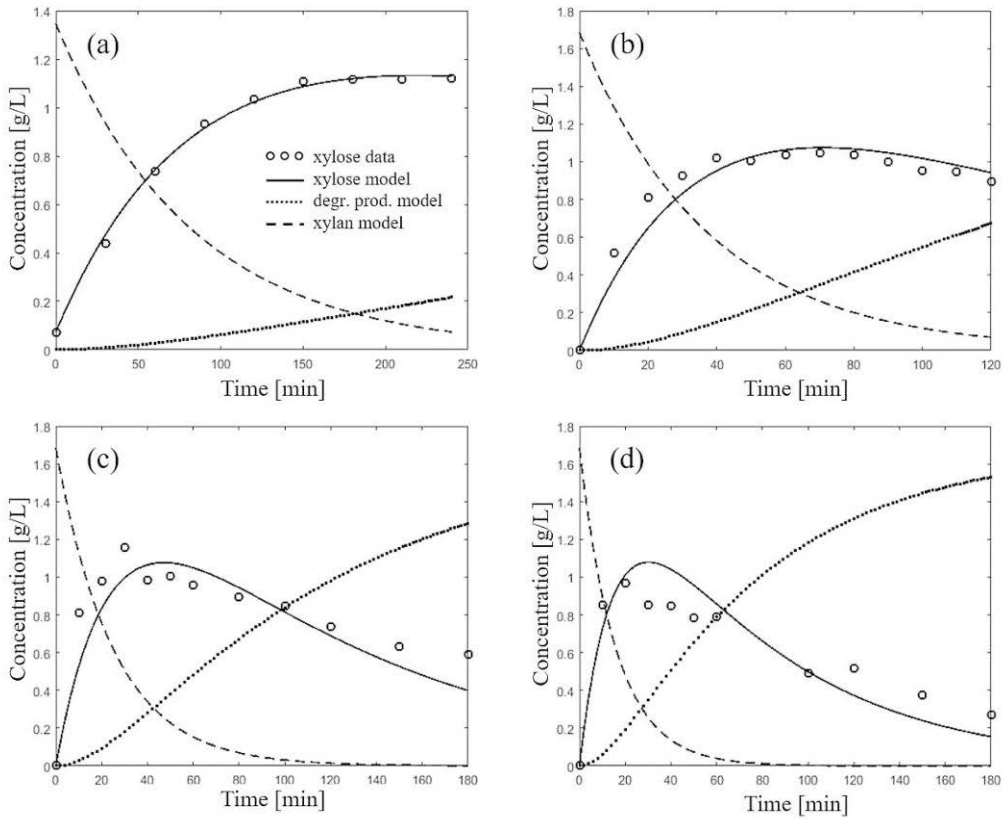 (a)
Concentration [g/L]
1.4
1.2
1
0.8
0.6
0.4
0.2
0
xylose data
xylose model
degr. prod. model
xylan model
0 50 100 150 200 250
Time [min]
(b)
Concentration [g/L]
1.8
1.6
1.4
1.2
1
0.8
0.6
0.4
0.2
0
0 20 40 60 80 100 120
Time [min]
(c)
Concentration [g/L]
1.8
1.6
1.4
1.2
1
0.8
0.6
0.4
0.2
0
0 20 40 60 80 100 120 140 160 180
Time [min]
(d)
Concentration [g/L]
1.8
1.6
1.4
1.2
1
0.8
0.6
0.4
0.2
0
0 20 40 60 80 100 120 140 160 180
Time [min]